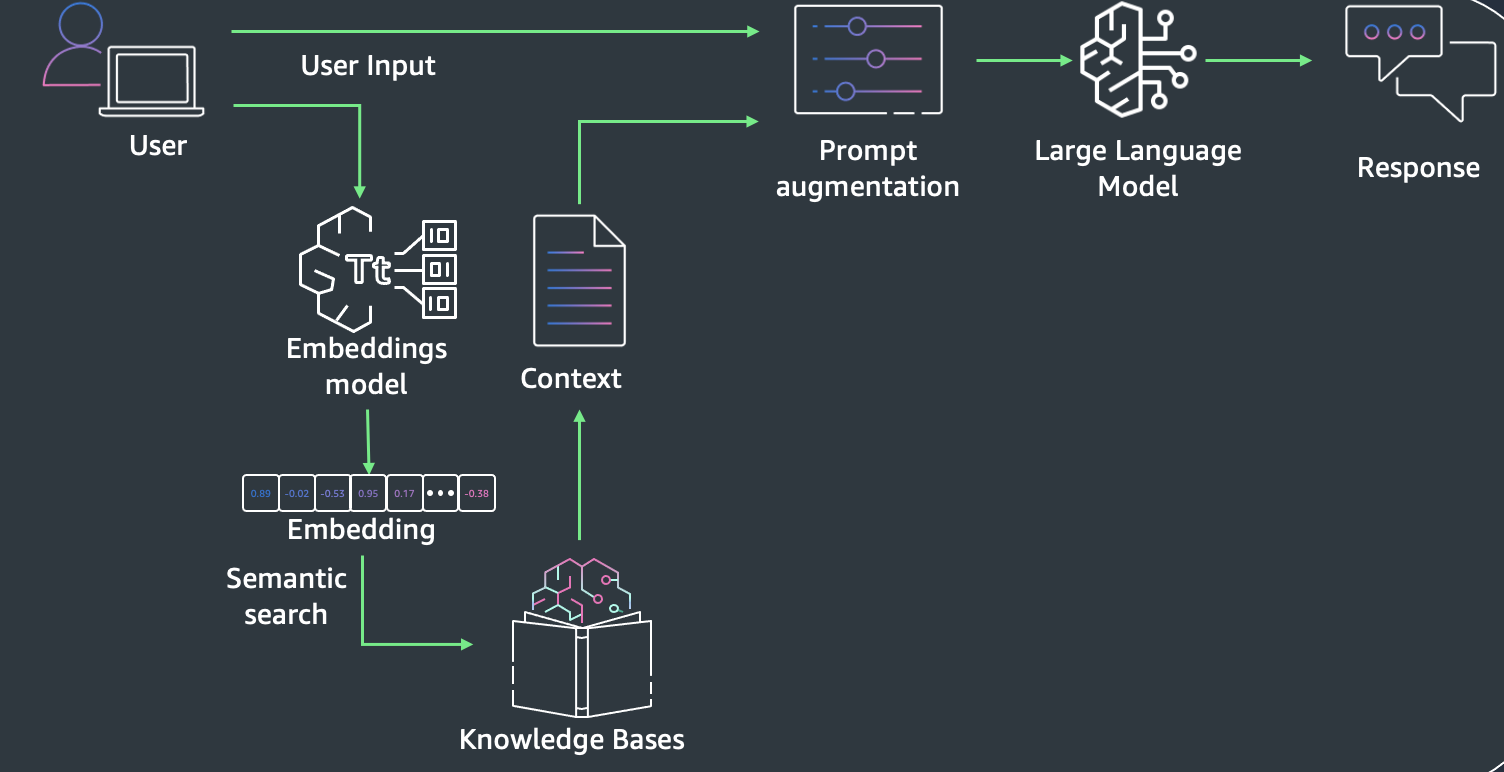 User Input
User
Prompt
augmentation
Large Language
Model
Response
Tt
10
01
10
Embeddings
model
Context
0.89 -0.02 -0.53 0.95 0.17 ••• -0.38
Embedding
Semantic
search
Knowledge Bases